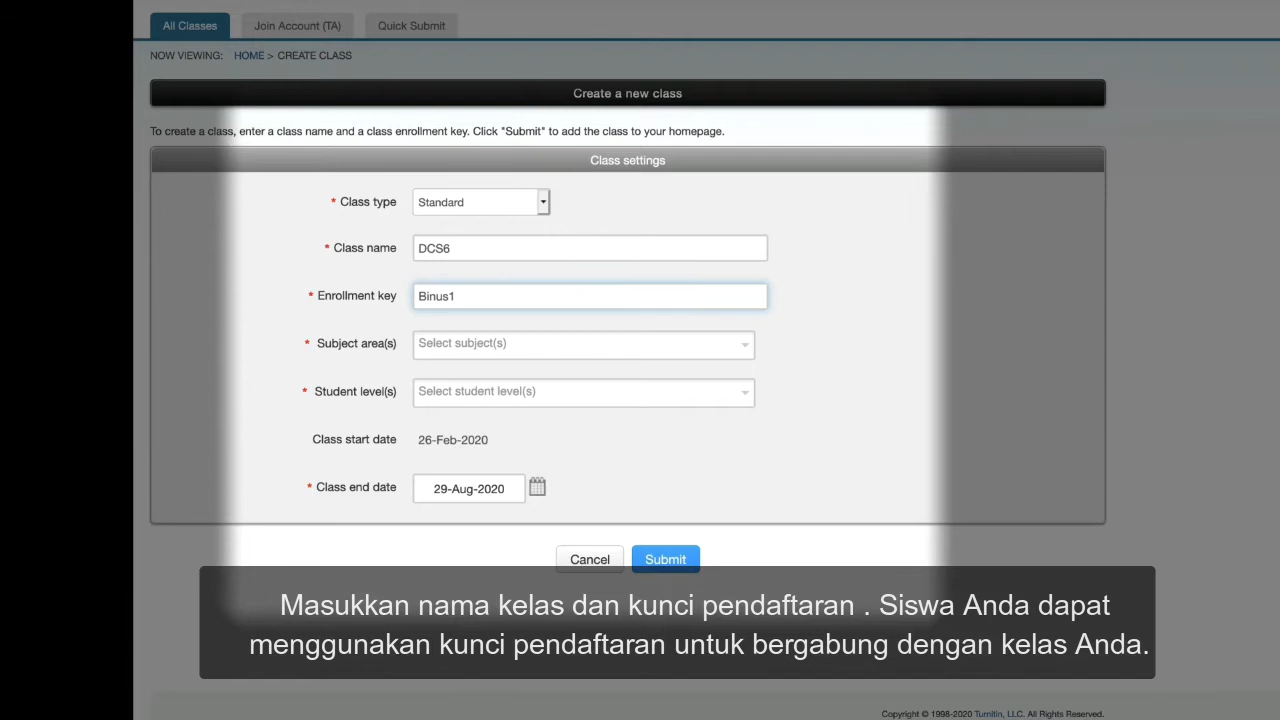 All Classes Join Account (TA) Quick Submit
NOW VIEWING: HOME > CREATE CLASS
Create a new class
To create a class, enter a class name and a class enrollment key. Click "Submit" to add the class to your homepage.
Class settings
* Class type Standard
* Class name DCS6
* Enrollment key Binus1
* Subject area(s) Select subject(s)
* Student level(s) Select student level(s)
Class start date 26-Feb-2020
* Class end date 29-Aug-2020
Cancel Submit
Masukkan nama kelas dan kunci pendaftaran . Siswa Anda dapat
menggunakan kunci pendaftaran untuk bergabung dengan kelas Anda.
Copyright © 1998-2020 Turnitin, LLC. All Rights Reserved.